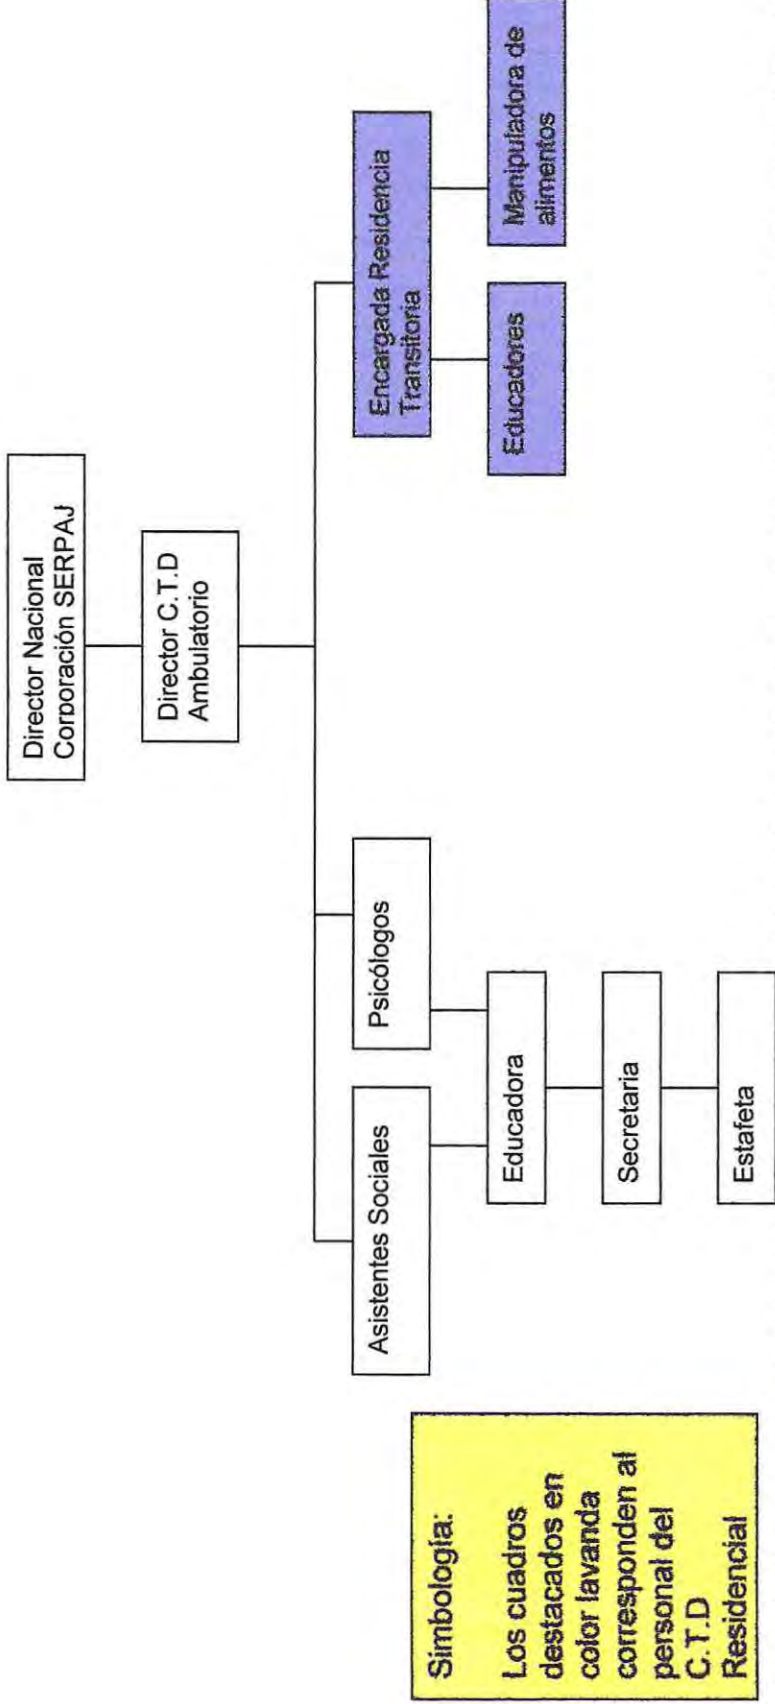 Director Nacional
Corporación SERPAJ
Director C.T.D
Ambulatorio
Asistentes Sociales
Psicólogos
Encargada Residencia
Transitoria
Educadora
Educadores
Manipuladora de
alimentos
Secretaria
Estafeta
Simbología:
Los cuadros
destacados en
color lavanda
corresponden al
personal del
C.T.D
Residencial